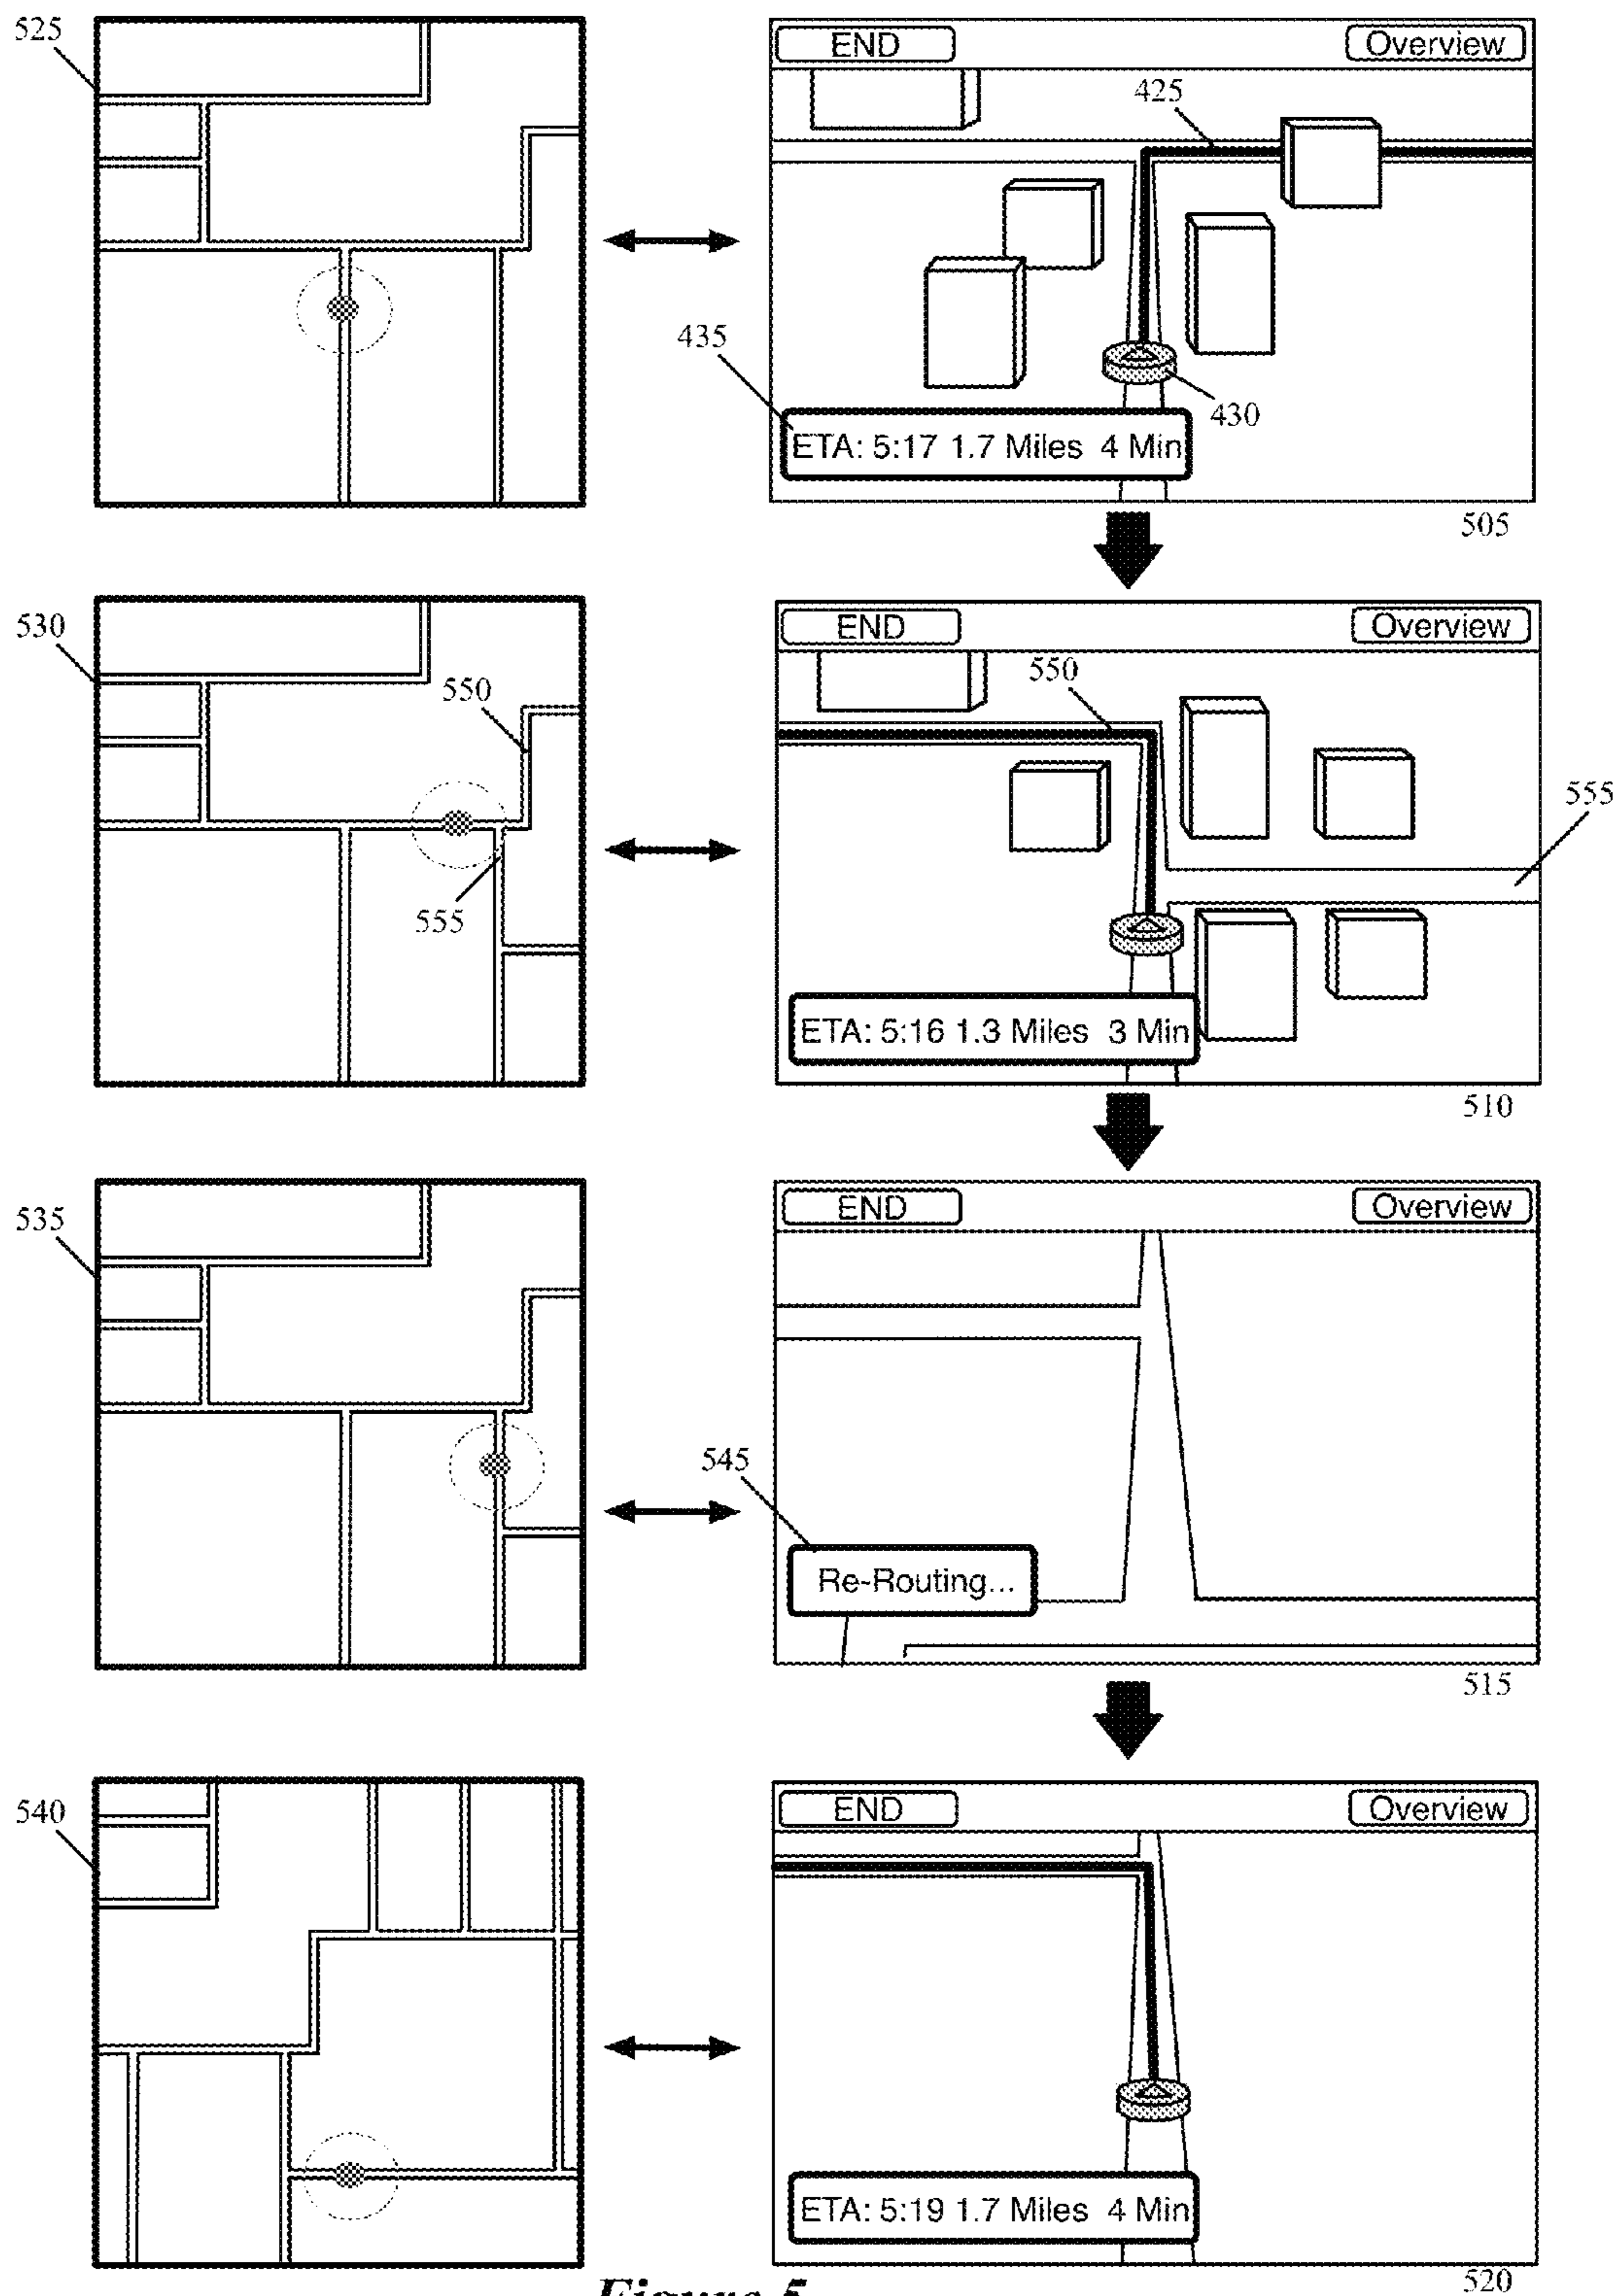 525
END
Overview
425
435
430
ETA: 5:17 1.7 Miles 4 Min
505
530
END
Overview
550
550
555
555
ETA: 5:16 1.3 Miles 3 Min
510
535
END
Overview
545
Re-Routing...
515
540
END
Overview
ETA: 5:19 1.7 Miles 4 Min
520
Figure 5